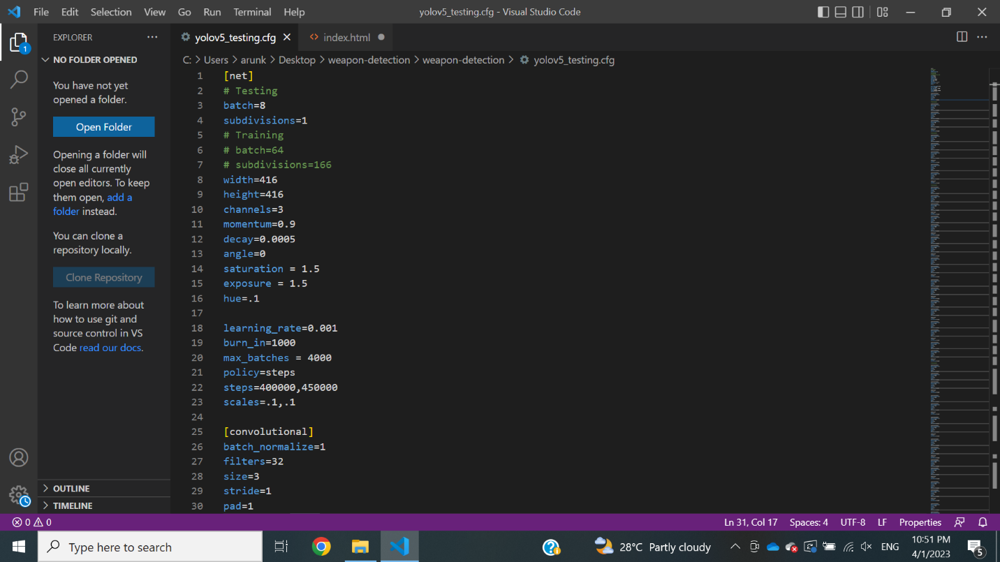 File Edit Selection View Go Run Terminal Help
yolov5_testing.cfg - Visual Studio Code
EXPLORER
yolov5_testing.cfg
index.html
1
NO FOLDER OPENED
C: > Users > arunk > Desktop > weapon-detection > weapon-detection > yolov5_testing.cfg
You have not yet
opened a folder.
Open Folder
Opening a folder will
close all currently
open editors. To keep
them open, add a
folder instead.
You can clone a
repository locally.
Clone Repository
To learn more about
how to use git and
source control in VS
Code read our docs.
OUTLINE
TIMELINE
1 [net]
2 # Testing
3 batch=8
4 subdivisions=1
5 # Training
6 # batch=64
7 # subdivisions=166
8 width=416
9 height=416
10 channels=3
11 momentum=0.9
12 decay=0.0005
13 angle=0
14 saturation = 1.5
15 exposure = 1.5
16 hue=.1
17
18 learning_rate=0.001
19 burn_in=1000
20 max_batches = 4000
21 policy=steps
22 steps=400000,450000
23 scales=.1,.1
24
25 [convolutional]
26 batch_normalize=1
27 filters=32
28 size=3
29 stride=1
30 pad=1
0 0
Ln 31, Col 17 Spaces: 4 UTF-8 LF Properties
Type here to search
28°C Partly cloudy
ENG
10:51 PM
4/1/2023
5